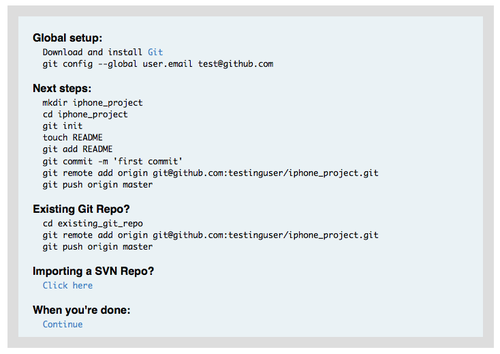 Global setup:
Download and install Git
git config --global user.email test@github.com
Next steps:
mkdir iphone_project
cd iphone_project
git init
touch README
git add README
git commit -m 'first commit'
git remote add origin git@github.com:testinguser/iphone_project.git
git push origin master
Existing Git Repo?
cd existing_git_repo
git remote add origin git@github.com:testinguser/iphone_project.git
git push origin master
Importing a SVN Repo?
Click here
When you're done:
Continue